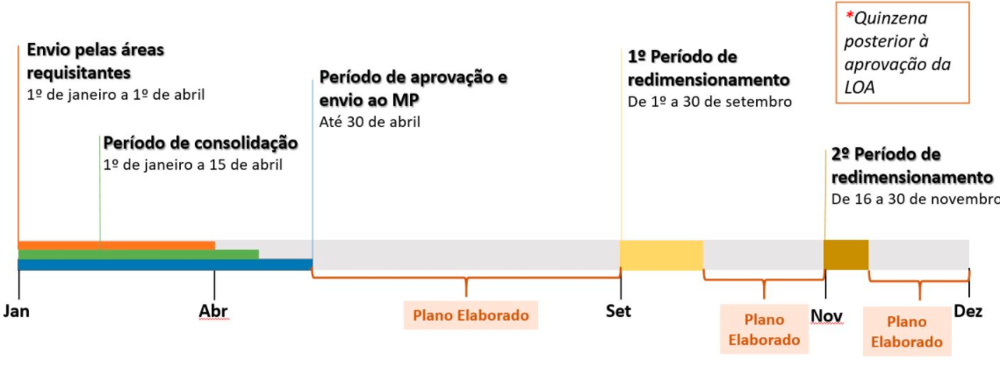 Envio pelas áreas
requisitantes
1º de janeiro a 1º de abril
Período de consolidação
1º de janeiro a 15 de abril
Período de aprovação e
envio ao MP
Até 30 de abril
1º Período de
redimensionamento
De 1º a 30 de setembro
*Quinzena
posterior à
aprovação da
LOA
2º Período de
redimensionamento
De 16 a 30 de novembro
Jan
Abr
Set
Nov
Dez
Plano Elaborado
Plano
Elaborado
Plano
Elaborado